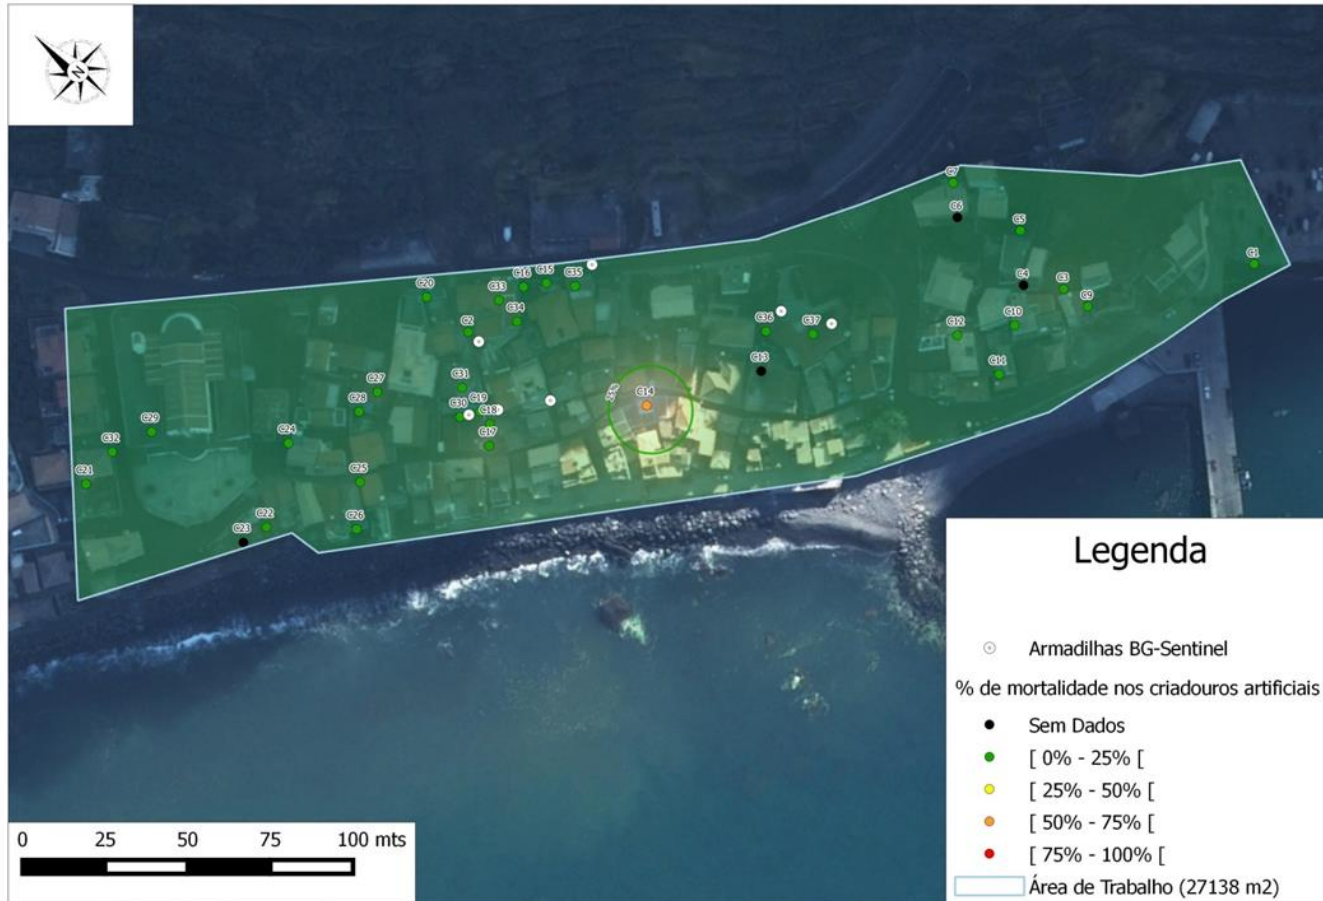 N
C7
C6
C5
C1
C4
C3
C9
C10
C12
C11
C16
C15
C35
C20
C33
C34
C2
C36
C37
C13
C31
C27
C28
C19
C30
C18
C17
25%
C14
C29
C32
C24
C21
C25
C22
C23
C26
Legenda
Armadilhas BG-Sentinel
% de mortalidade nos criadouros artificiais
Sem Dados
[ 0% - 25% [
[ 25% - 50% [
[ 50% - 75% [
[ 75% - 100% [
Área de Trabalho (27138 m2)
0 25 50 75 100 mts